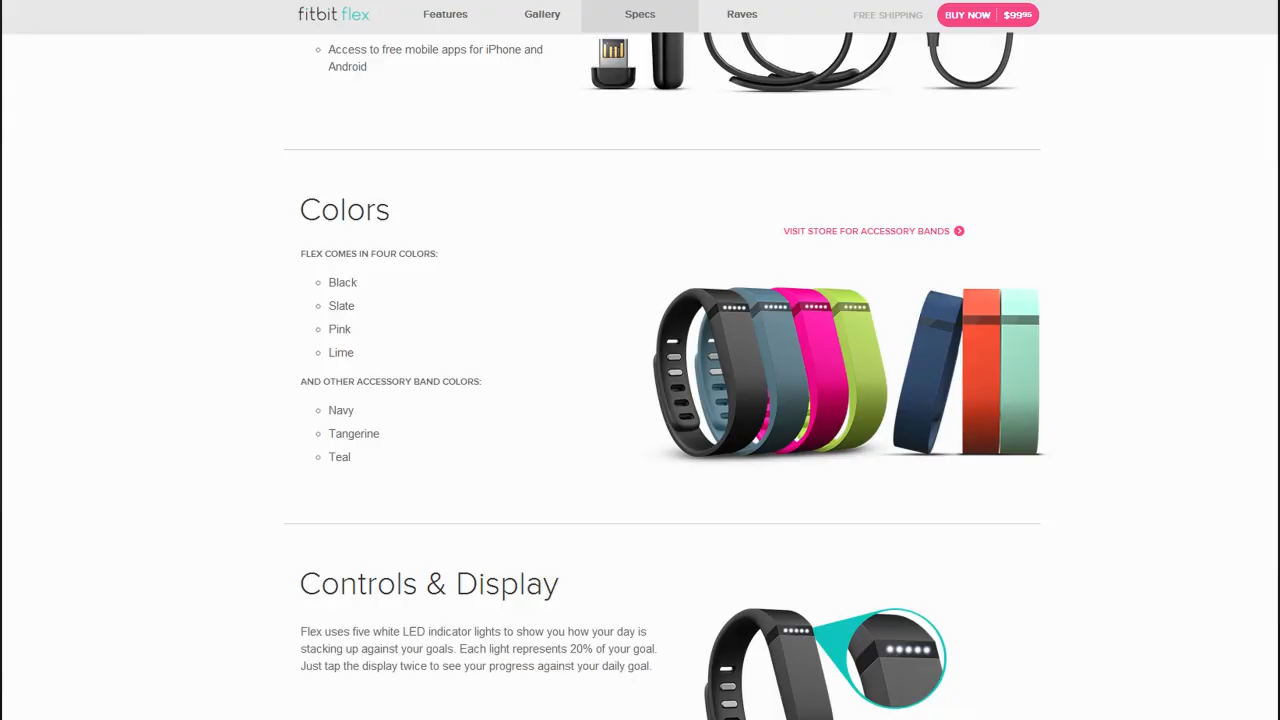 fitbit flex
Features
Gallery
Specs
Raves
FREE SHIPPING
BUY NOW $99.95
Access to free mobile apps for iPhone and
Android
Colors
VISIT STORE FOR ACCESSORY BANDS
FLEX COMES IN FOUR COLORS:
Black
Slate
Pink
Lime
AND OTHER ACCESSORY BAND COLORS:
Navy
Tangerine
Teal
Controls & Display
Flex uses five white LED indicator lights to show you how your day is
stacking up against your goals. Each light represents 20% of your goal.
Just tap the display twice to see your progress against your daily goal.